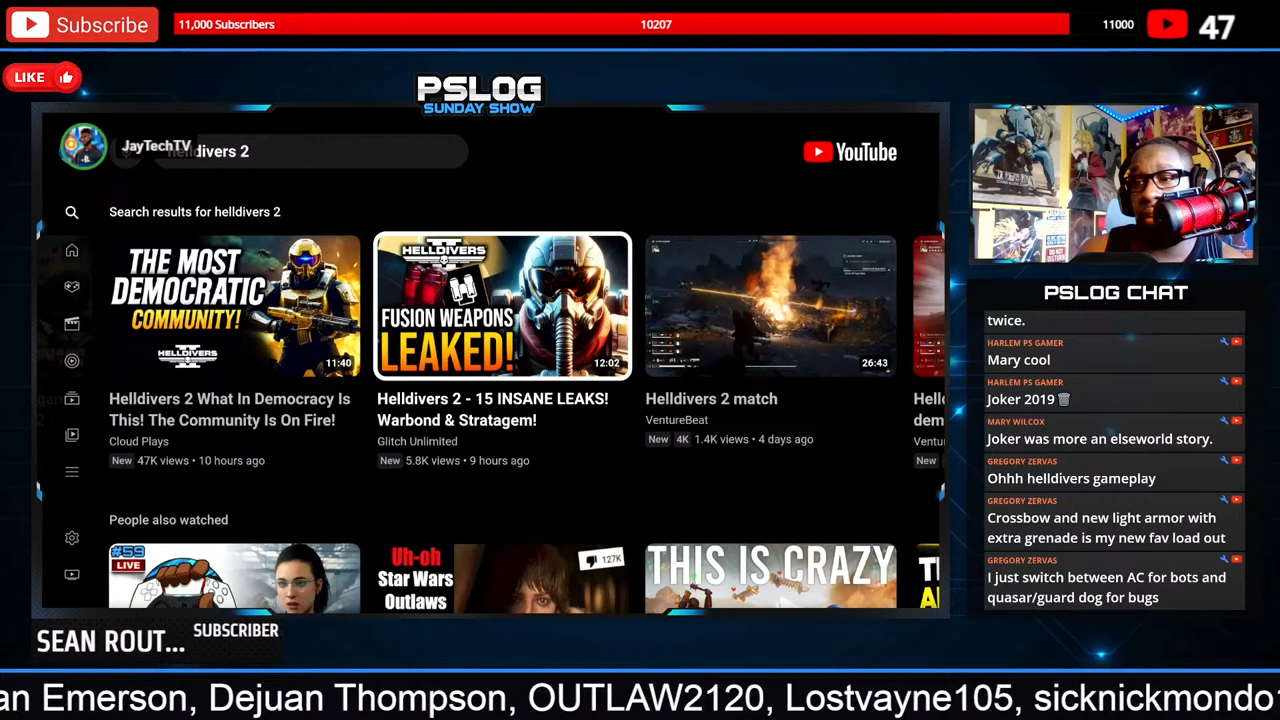 Subscribe
11,000 Subscribers
10207
11000
47
LIKE
PSLOG
SUNDAY SHOW
JayTechTV
helldivers 2
YouTube
Search results for helldivers 2
THE MOST
DEMOCRATIC
COMMUNITY!
HELLDIVERS
11:40
HELLDIVERS
FUSION WEAPONS
LEAKED!
12:02
26:43
Helldivers 2 What In Democracy Is
This! The Community Is On Fire!
Cloud Plays
New 47K views • 10 hours ago
Helldivers 2 - 15 INSANE LEAKS!
Warbond & Stratagem!
Glitch Unlimited
New 5.8K views • 9 hours ago
Helldivers 2 match
VentureBeat
New 4K 1.4K views • 4 days ago
Hell
dem
Ventu
New
People also watched
#59
LIVE
Uh-oh
Star Wars
Outlaws
127K
THIS IS CRAZY
PSLOG CHAT
twice.
HARLEM PS GAMER
Mary cool
HARLEM PS GAMER
Joker 2019🗑
MARY WILCOX
Joker was more an elseworld story.
GREGORY ZERVAS
Ohhh helldivers gameplay
GREGORY ZERVAS
Crossbow and new light armor with
extra grenade is my new fav load out
GREGORY ZERVAS
I just switch between AC for bots and
quasar/guard dog for bugs
SEAN ROUT...
SUBSCRIBER
an Emerson, Dejuan Thompson, OUTLAW2120, Lostvayne105, sicknickmondo